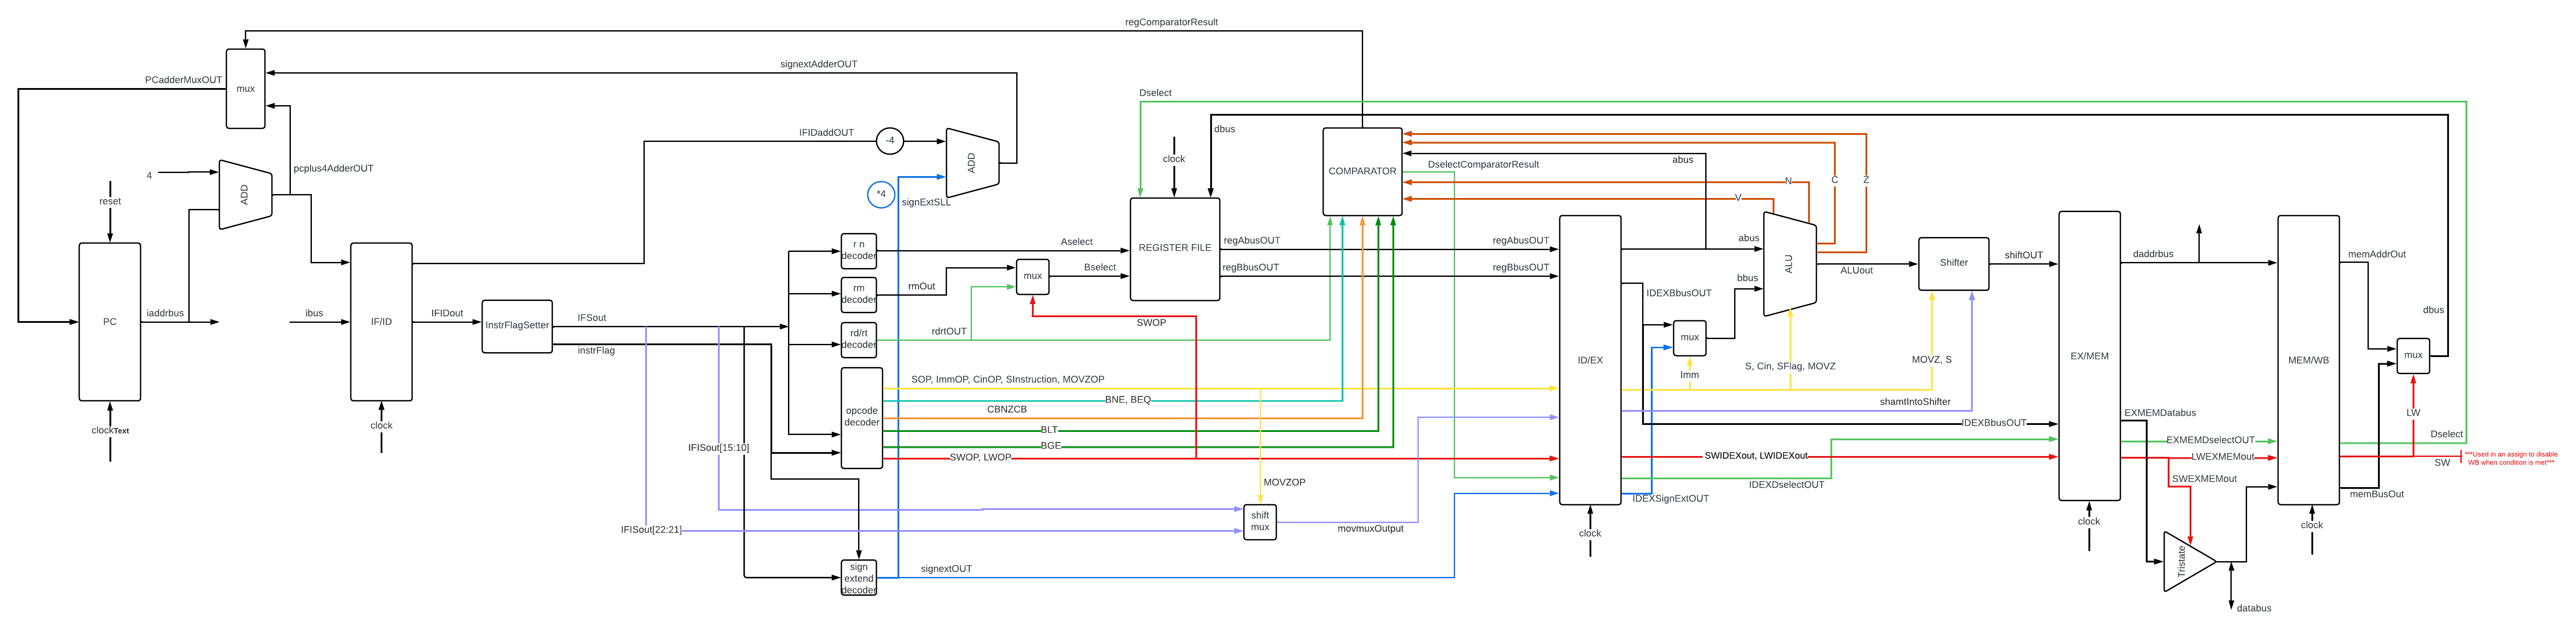 regComparatorResult
signextAdderOUT
PCadderMuxOUT
mux
Dselect
dbus
IFIDaddOUT
-4
ADD
clock
COMPARATOR
abus
DselectComparatorResult
N
C
Z
V
4
ADD
pcplus4AdderOUT
*4
signExtSLL
reset
r n
decoder
Aselect
REGISTER FILE
regAbusOUT
regAbusOUT
abus
ALU
Shifter
shiftOUT
daddrbus
memAddrOut
mux
Bselect
regBbusOUT
regBbusOUT
bbus
ALUout
rm
decoder
rmOut
IDEXBbusOUT
PC
iaddrbus
ibus
IF/ID
IFIDout
InstrFlagSetter
IFSout
instrFlag
rd/rt
decoder
rdrtOUT
SWOP
mux
dbus
ID/EX
EX/MEM
MEM/WB
mux
MOVZ, S
S, Cin, SFlag, MOVZ
Imm
SOP, ImmOP, CinOP, SInstruction, MOVZOP
BNE, BEQ
CBNZCB
opcode
decoder
BLT
BGE
SWOP, LWOP
shamtIntoShifter
IDEXBbusOUT
EXMEMDatabus
LW
clockText
clock
IFISout[15:10]
EXMEMDselectOUT
Dselect
SWIDEXout, LWIDEXout
LWEXMEMout
SW
***Used in an assign to disable
WB when condition is met***
MOVZOP
IDEXDselectOUT
SWEXMEMout
IDEXSignExtOUT
memBusOut
shift
mux
IFISout[22:21]
movmuxOutput
clock
clock
clock
Tristate
sign
extend
decoder
signextOUT
databus